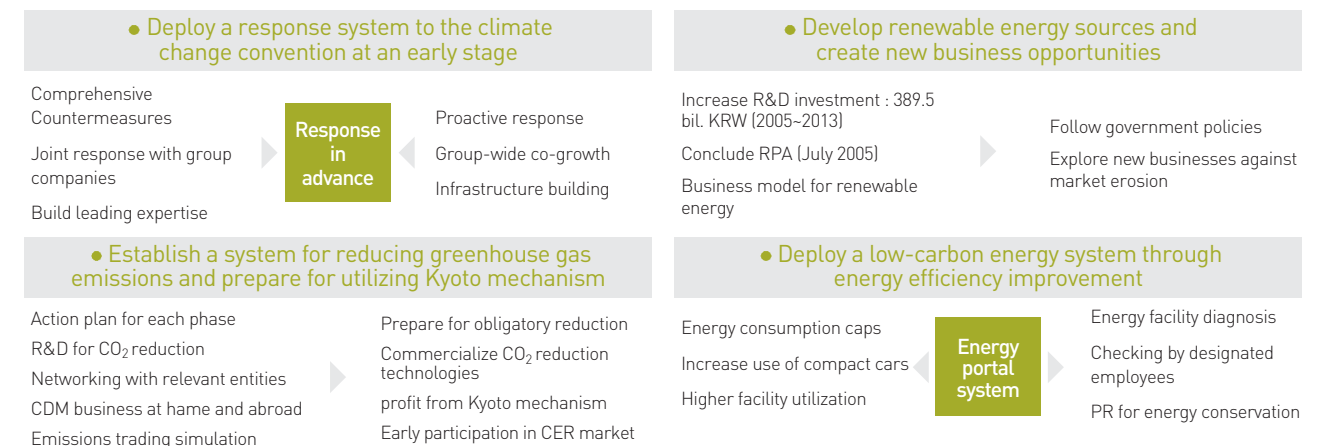 ● Deploy a response system to the climate
change convention at an early stage
Comprehensive
Countermeasures
Joint response with group
companies
Build leading expertise
Response
in
advance
Proactive response
Group-wide co-growth
Infrastructure building
● Develop renewable energy sources and
create new business opportunities
Increase R&D investment : 389.5
bil. KRW (2005~2013)
Conclude RPA (July 2005)
Business model for renewable
energy
Follow government policies
Explore new businesses against
market erosion
● Establish a system for reducing greenhouse gas
emissions and prepare for utilizing Kyoto mechanism
Action plan for each phase
R&D for CO₂ reduction
Networking with relevant entities
CDM business at hame and abroad
Emissions trading simulation
Prepare for obligatory reduction
Commercialize CO₂ reduction
technologies
profit from Kyoto mechanism
Early participation in CER market
● Deploy a low-carbon energy system through
energy efficiency improvement
Energy consumption caps
Increase use of compact cars
Higher facility utilization
Energy
portal
system
Energy facility diagnosis
Checking by designated
employees
PR for energy conservation